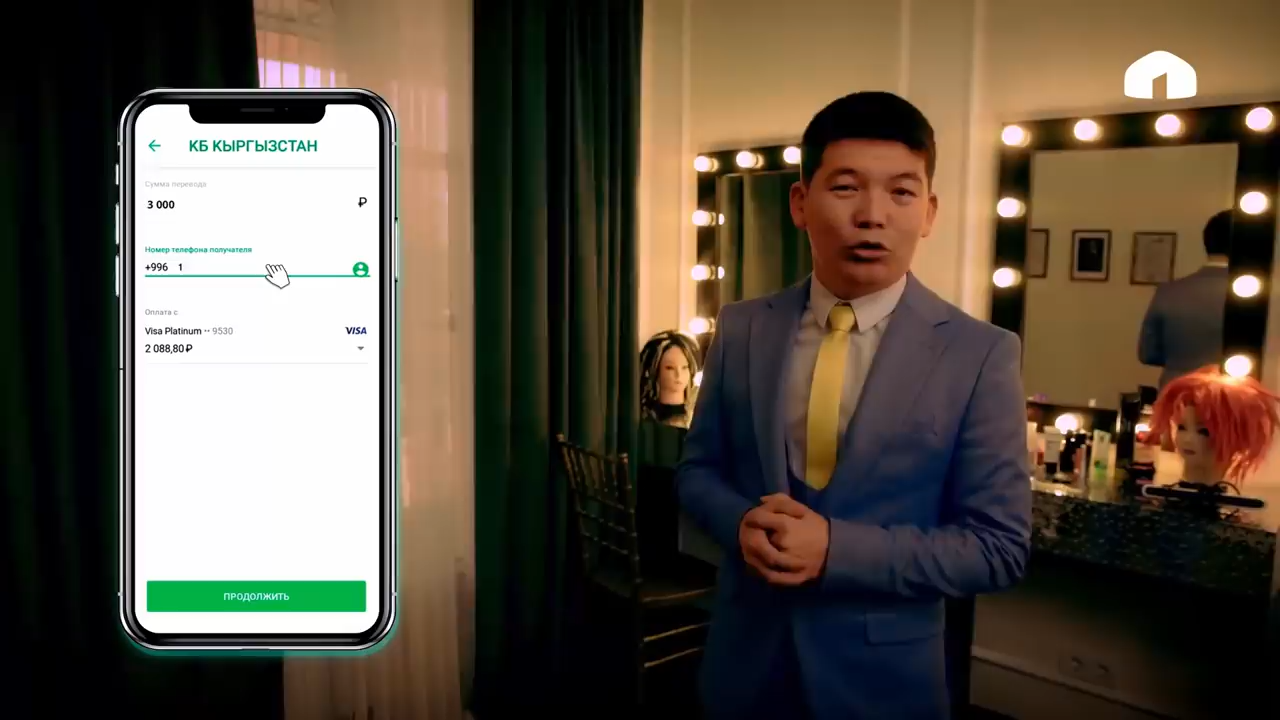 КБ КЫРГЫЗСТАН
Сумма перевода
3 000 ₽
Номер телефона получателя
+996 1
Оплата с
Visa Platinum ·· 9530 VISA
2 088,80 ₽
ПРОДОЛЖИТЬ